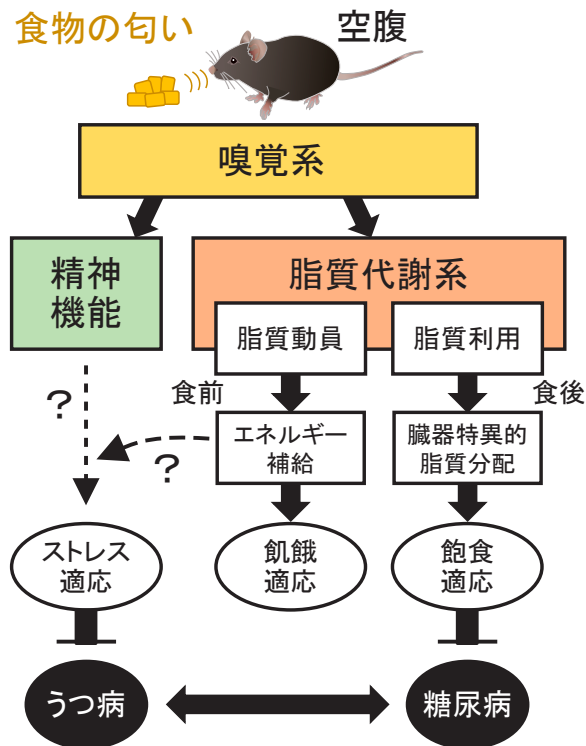 食物の匂い
空腹
嗅覚系
精神
機能
脂質代謝系
脂質動員
脂質利用
食前
食後
?
エネルギー
補給
臓器特異的
脂質分配
?
ストレス
適応
飢餓
適応
飽食
適応
うつ病
糖尿病